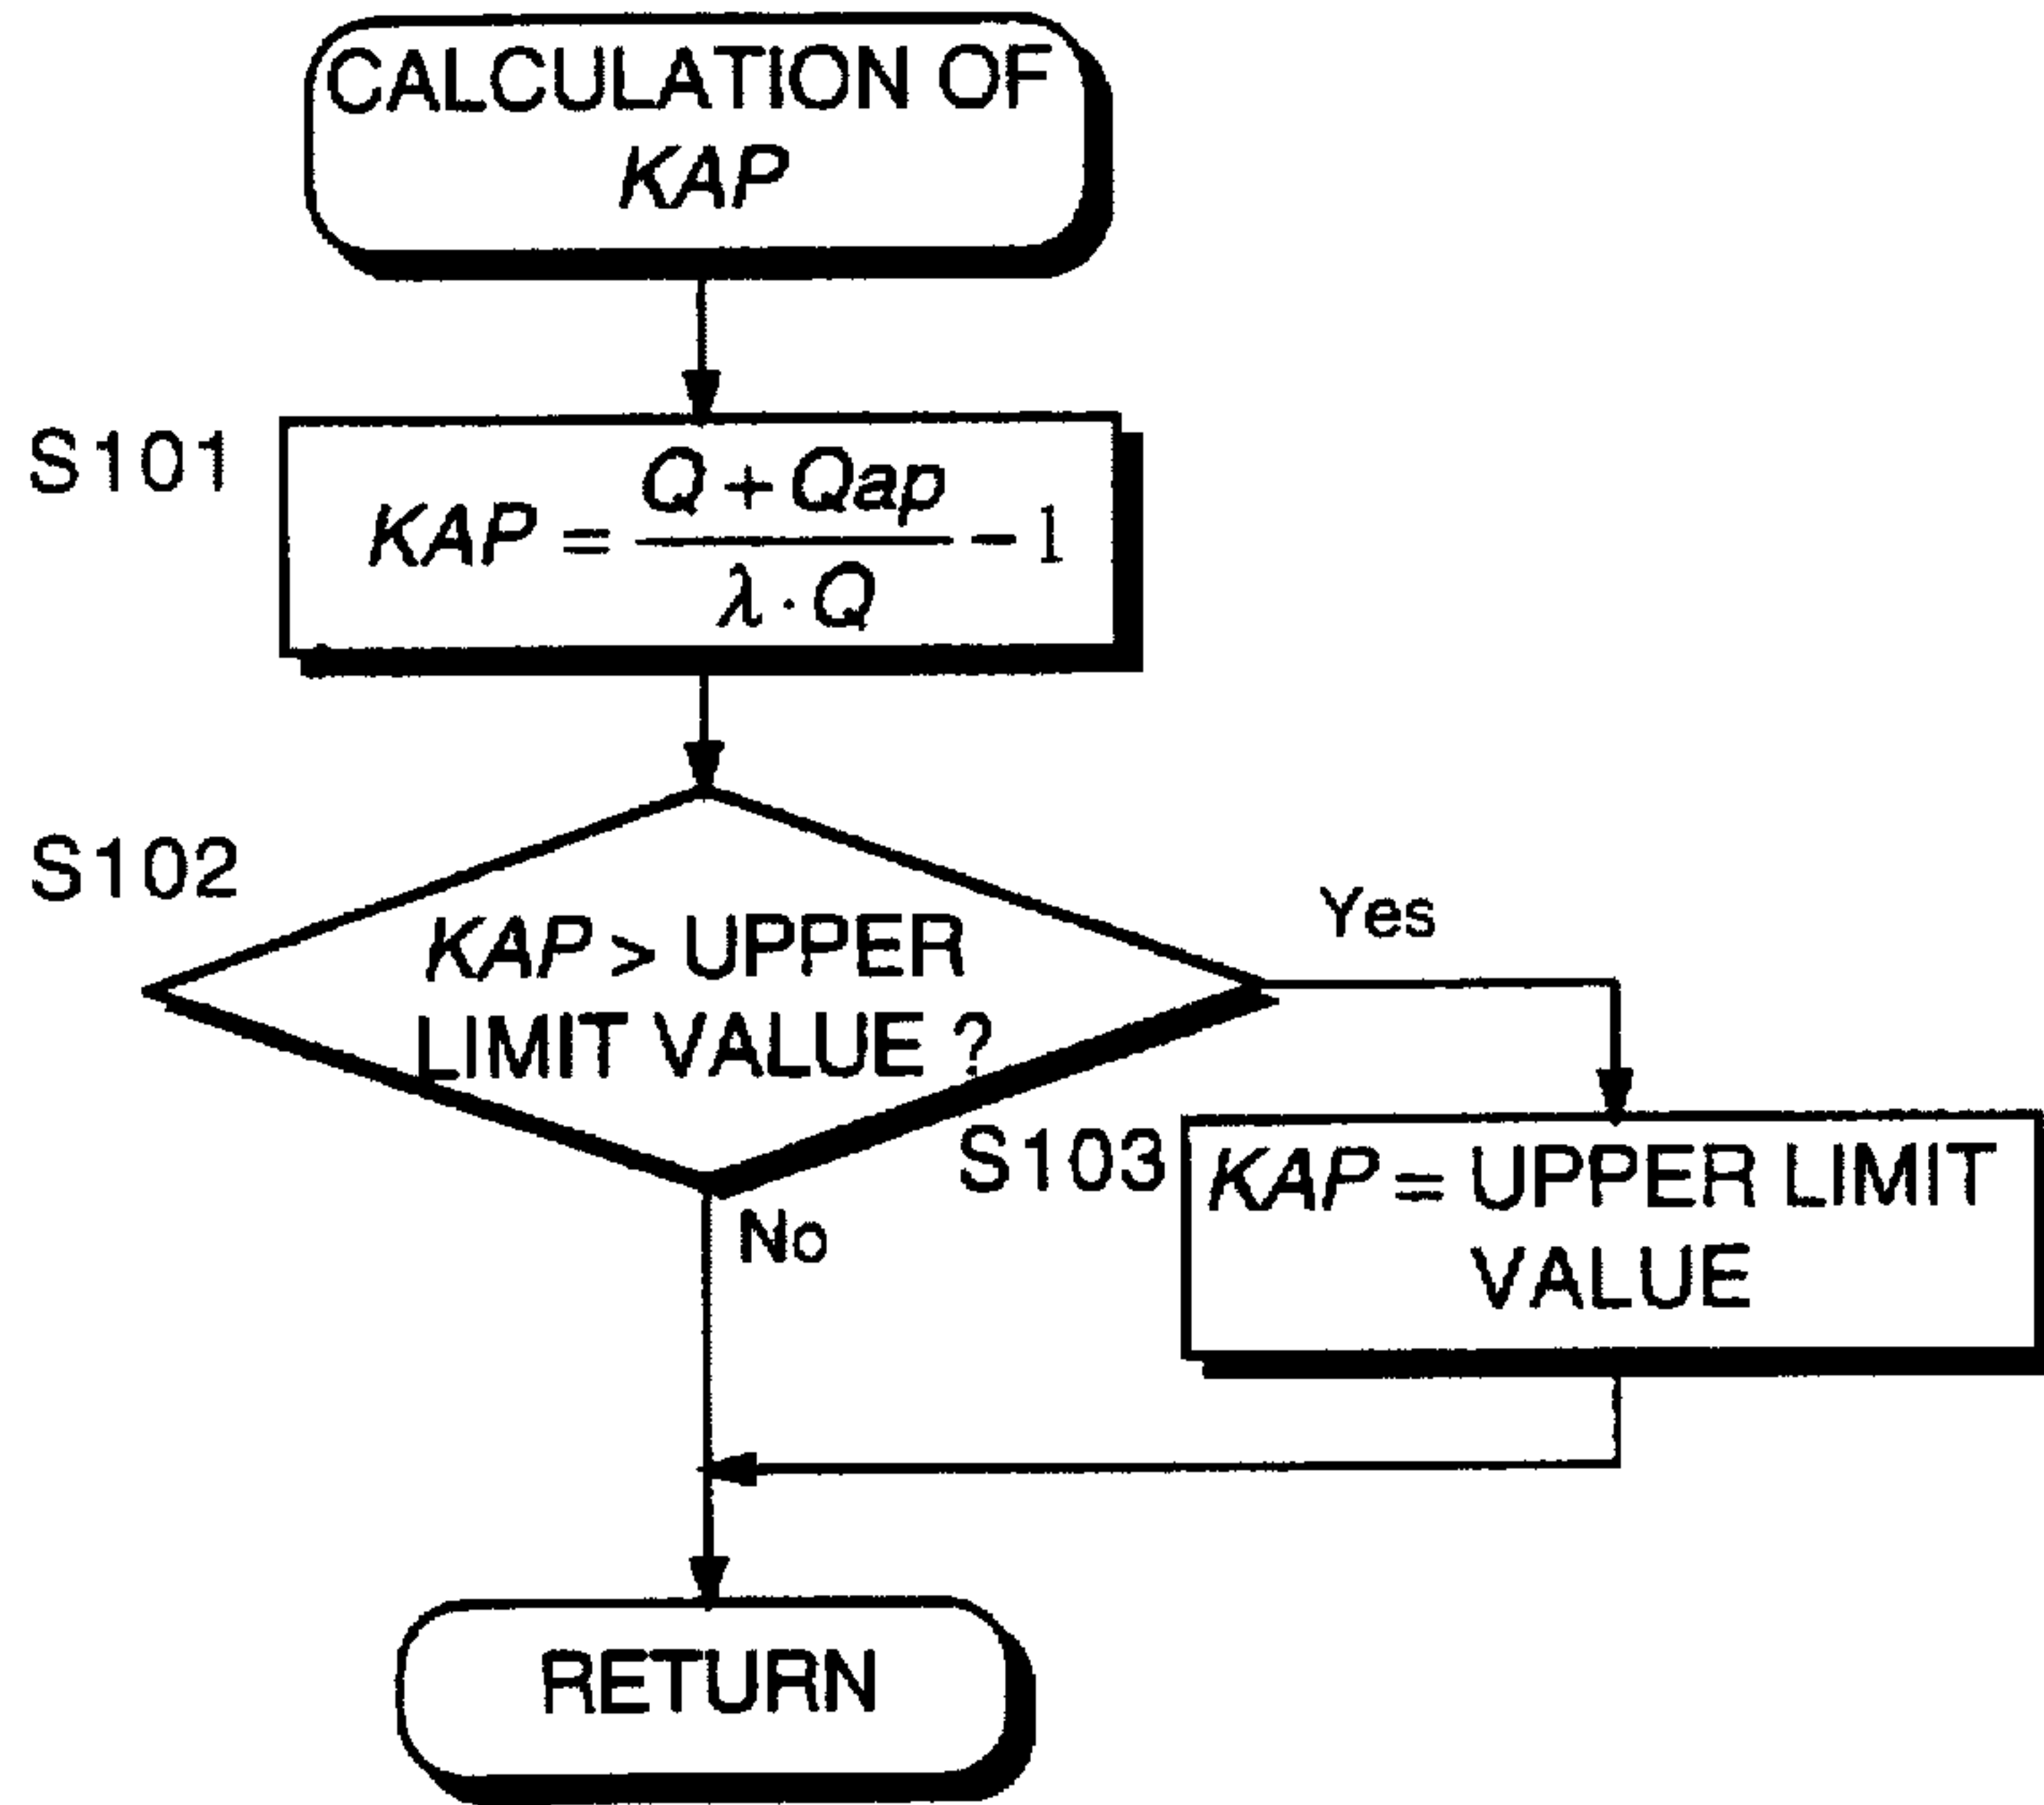 CALCULATION OF
KAP
S101
KAP = (Q + Qap) / (λ · Q) − 1
S102
KAP > UPPER
LIMIT VALUE ?
Yes
No
S103
KAP = UPPER LIMIT
VALUE
RETURN